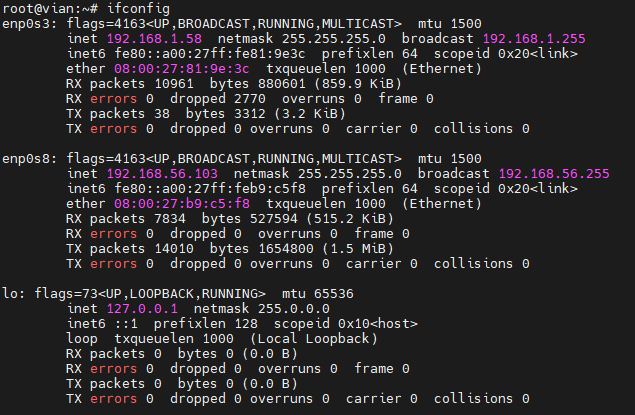 root@vian:~# ifconfig
enp0s3: flags=4163<UP,BROADCAST,RUNNING,MULTICAST>  mtu 1500
        inet 192.168.1.58  netmask 255.255.255.0  broadcast 192.168.1.255
        inet6 fe80::a00:27ff:fe81:9e3c  prefixlen 64  scopeid 0x20<link>
        ether 08:00:27:81:9e:3c  txqueuelen 1000  (Ethernet)
        RX packets 10961  bytes 880601 (859.9 KiB)
        RX errors 0  dropped 2770  overruns 0  frame 0
        TX packets 38  bytes 3312 (3.2 KiB)
        TX errors 0  dropped 0 overruns 0  carrier 0  collisions 0

enp0s8: flags=4163<UP,BROADCAST,RUNNING,MULTICAST>  mtu 1500
        inet 192.168.56.103  netmask 255.255.255.0  broadcast 192.168.56.255
        inet6 fe80::a00:27ff:feb9:c5f8  prefixlen 64  scopeid 0x20<link>
        ether 08:00:27:b9:c5:f8  txqueuelen 1000  (Ethernet)
        RX packets 7834  bytes 527594 (515.2 KiB)
        RX errors 0  dropped 0  overruns 0  frame 0
        TX packets 14010  bytes 1654800 (1.5 MiB)
        TX errors 0  dropped 0 overruns 0  carrier 0  collisions 0

lo: flags=73<UP,LOOPBACK,RUNNING>  mtu 65536
        inet 127.0.0.1  netmask 255.0.0.0
        inet6 ::1  prefixlen 128  scopeid 0x10<host>
        loop  txqueuelen 1000  (Local Loopback)
        RX packets 0  bytes 0 (0.0 B)
        RX errors 0  dropped 0  overruns 0  frame 0
        TX packets 0  bytes 0 (0.0 B)
        TX errors 0  dropped 0 overruns 0  carrier 0  collisions 0